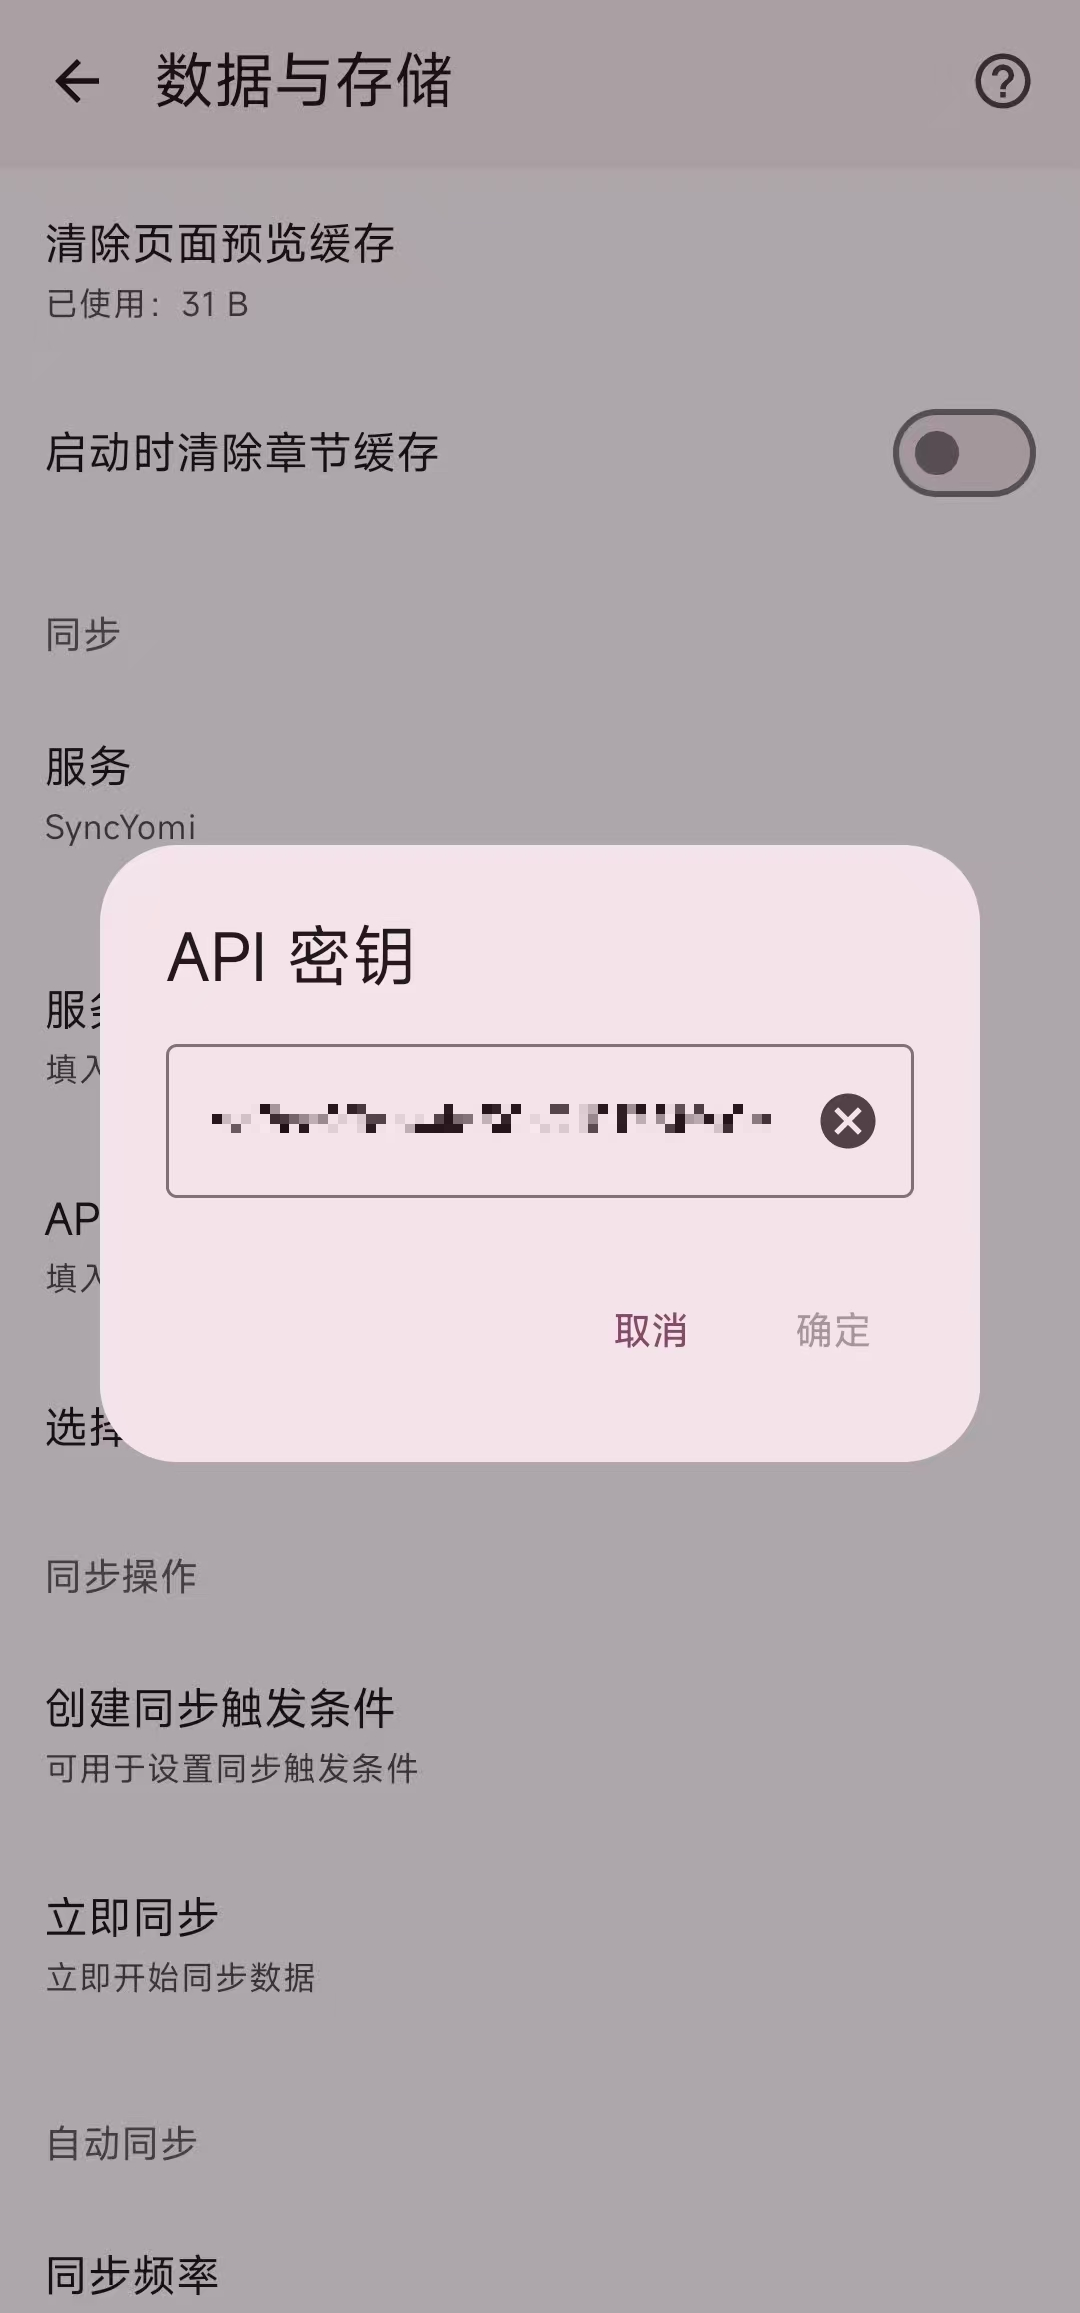 数据与存储
清除页面预览缓存
已使用：31 B
启动时清除章节缓存
同步
服务
SyncYomi
API 密钥
服
填入
AP
填入
取消
确定
选择
同步操作
创建同步触发条件
可用于设置同步触发条件
立即同步
立即开始同步数据
自动同步
同步频率